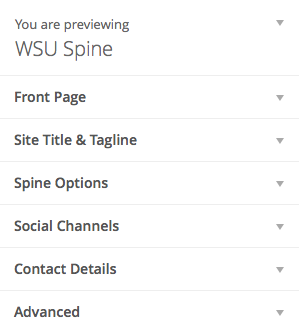 You are previewing
WSU Spine
Front Page
Site Title & Tagline
Spine Options
Social Channels
Contact Details
Advanced